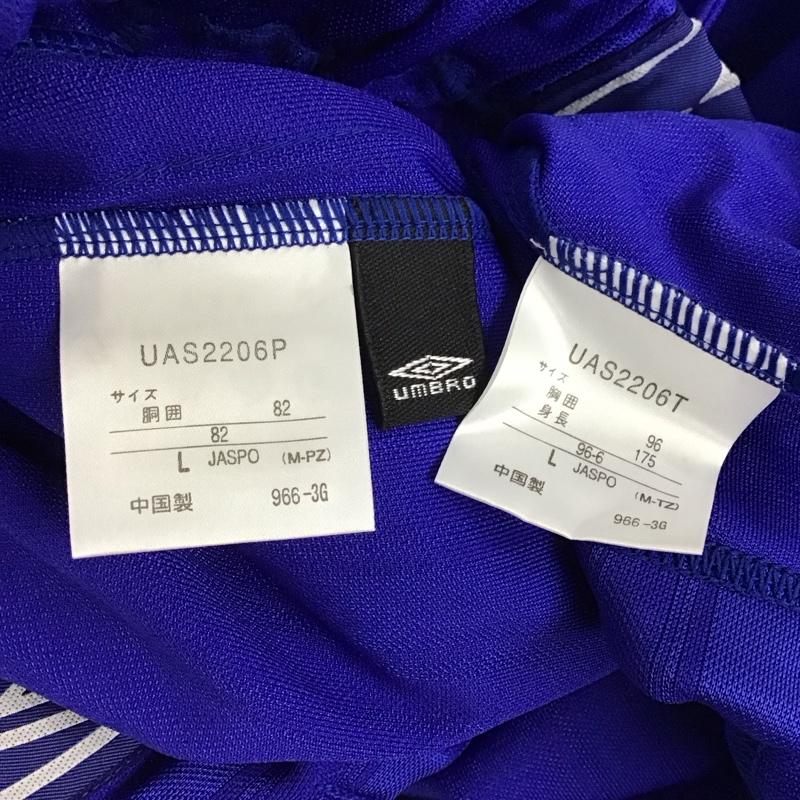 UAS2206P
サイズ
胴囲 82
82
L JASPO (M-PZ)
中国製 966-3G
UMBRO
UAS2206T
サイズ
胸囲 96
身長 175
96-6
L JASPO (M-TZ)
中国製 966-3G